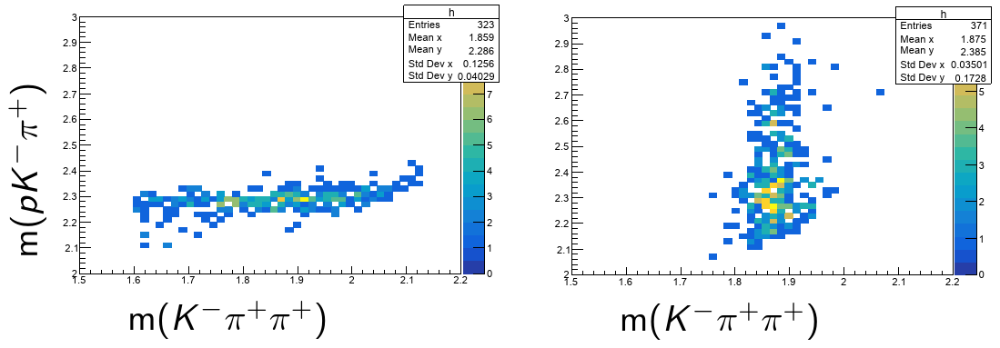 h
Entries 323
Mean x 1.859
Mean y 2.286
Std Dev x 0.1256
Std Dev y 0.04029
3
2.9
2.8
2.7
2.6
2.5
2.4
2.3
2.2
2.1
2
1.5 1.6 1.7 1.8 1.9 2 2.1 2.2
7
6
5
4
3
2
1
0
m(pK⁻π⁺)
m(K⁻π⁺π⁺)
h
Entries 371
Mean x 1.875
Mean y 2.385
Std Dev x 0.03501
Std Dev y 0.1728
3
2.9
2.8
2.7
2.6
2.5
2.4
2.3
2.2
2.1
2
1.5 1.6 1.7 1.8 1.9 2 2.1 2.2
5
4
3
2
1
0
m(K⁻π⁺π⁺)